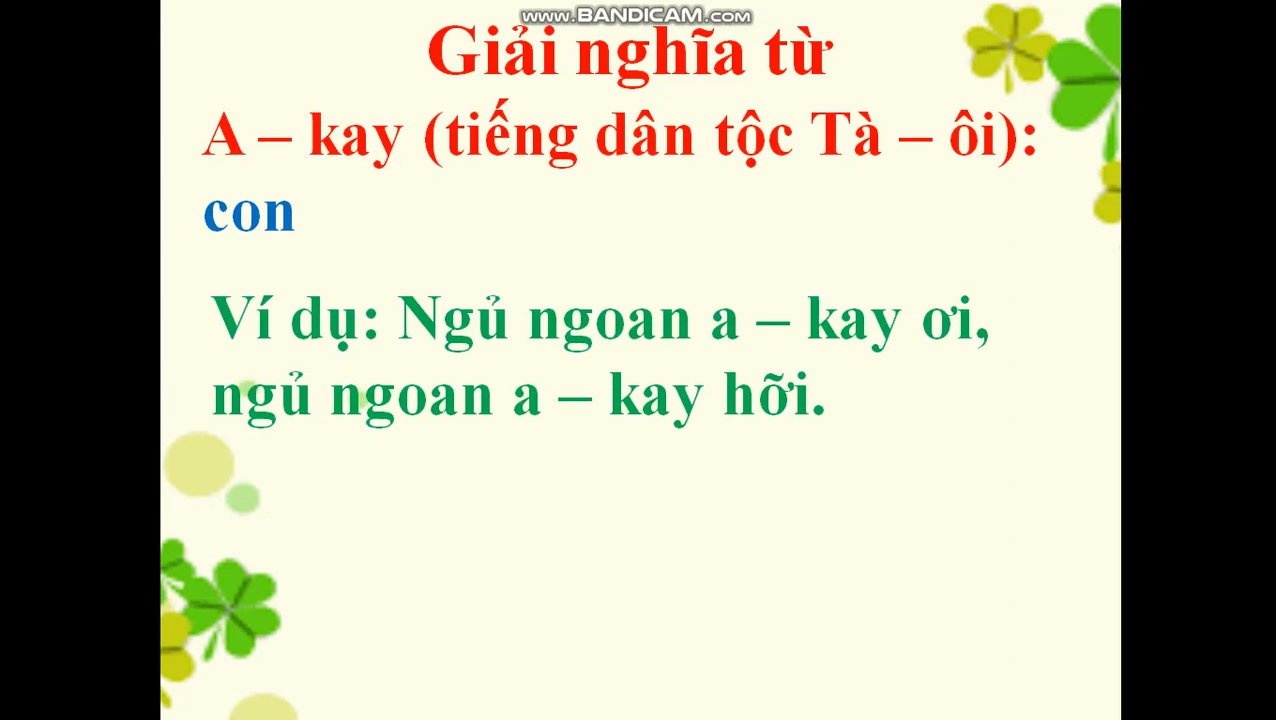 www.BANDICAM.com
Giải nghĩa từ
A – kay (tiếng dân tộc Tà – ôi):
con
Ví dụ: Ngủ ngoan a – kay ơi,
ngủ ngoan a – kay hỡi.